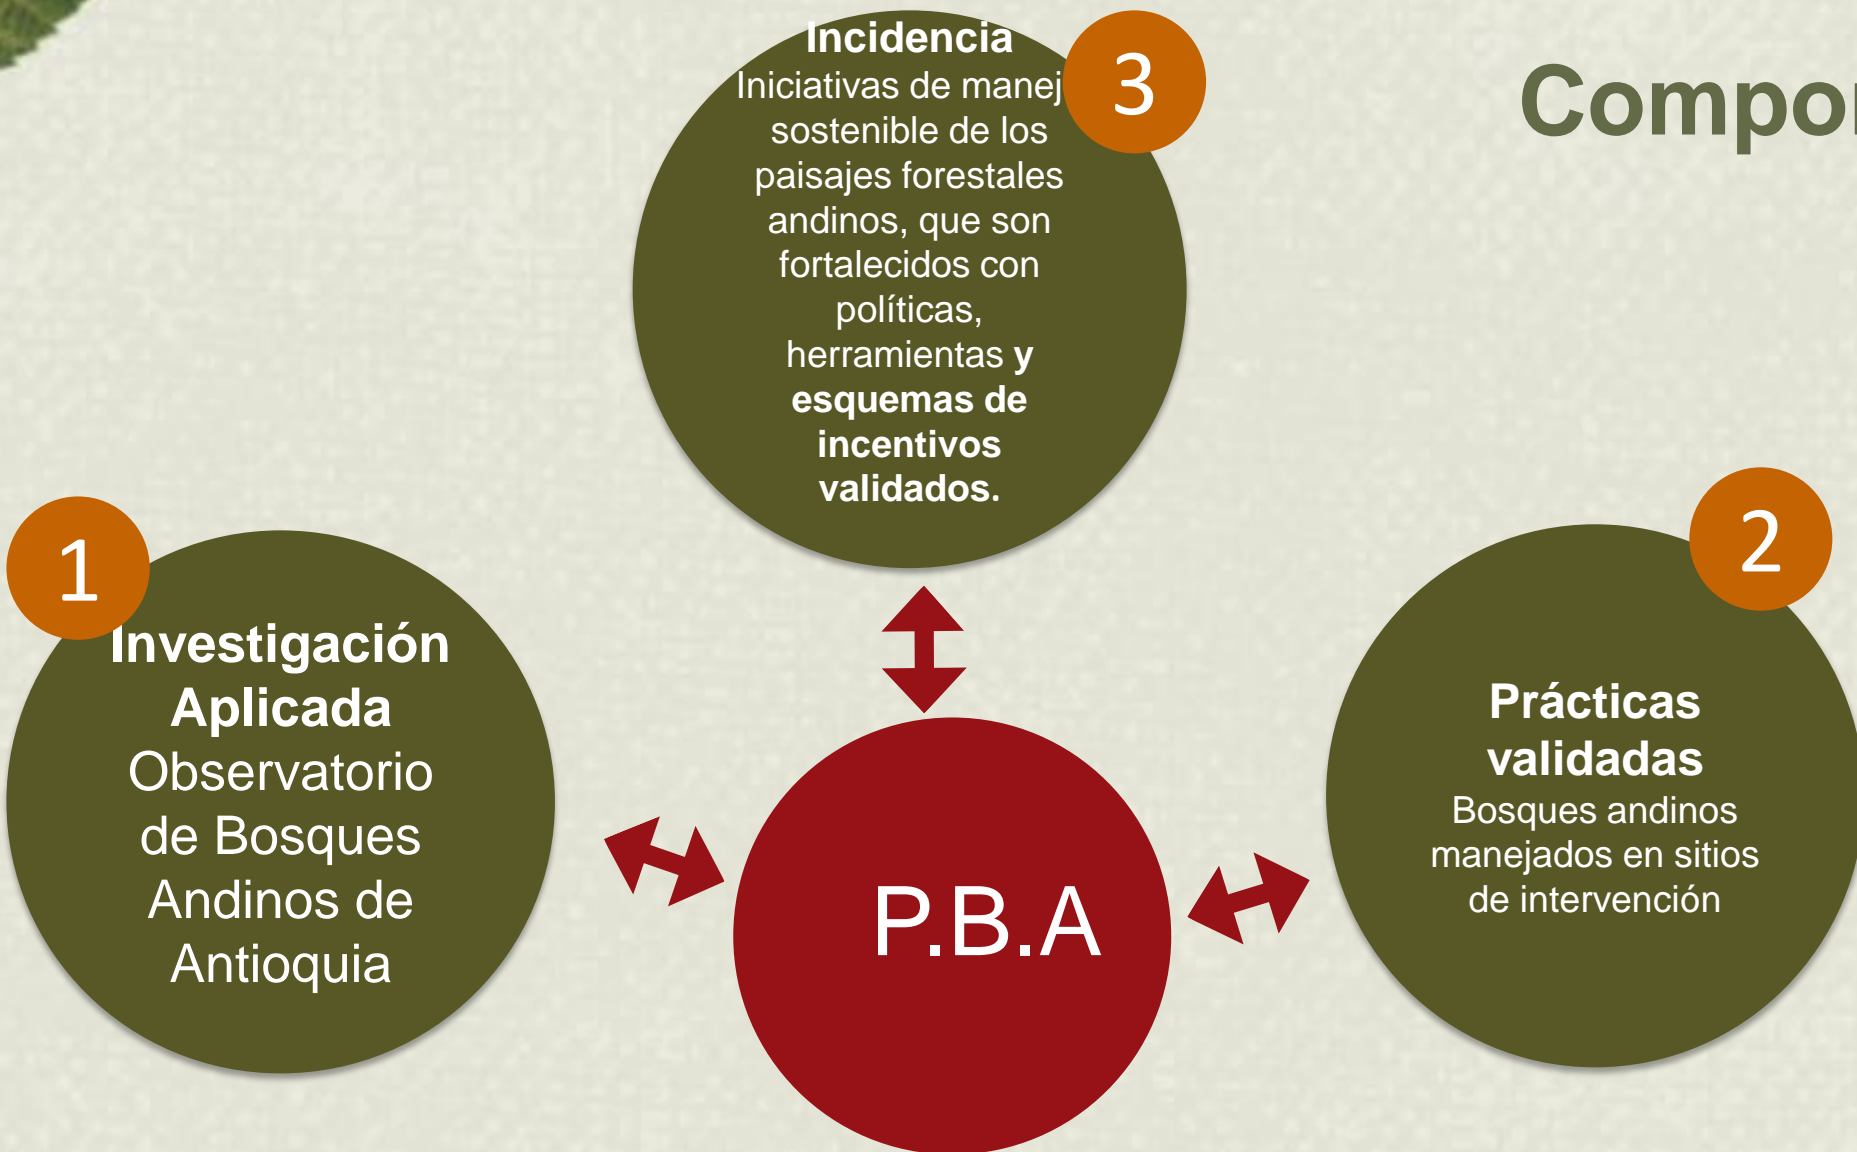 Compon
3
Incidencia
Iniciativas de manej
sostenible de los
paisajes forestales
andinos, que son
fortalecidos con
políticas,
herramientas y
esquemas de
incentivos
validados.
1
Investigación
Aplicada
Observatorio
de Bosques
Andinos de
Antioquia
2
Prácticas
validadas
Bosques andinos
manejados en sitios
de intervención
P.B.A